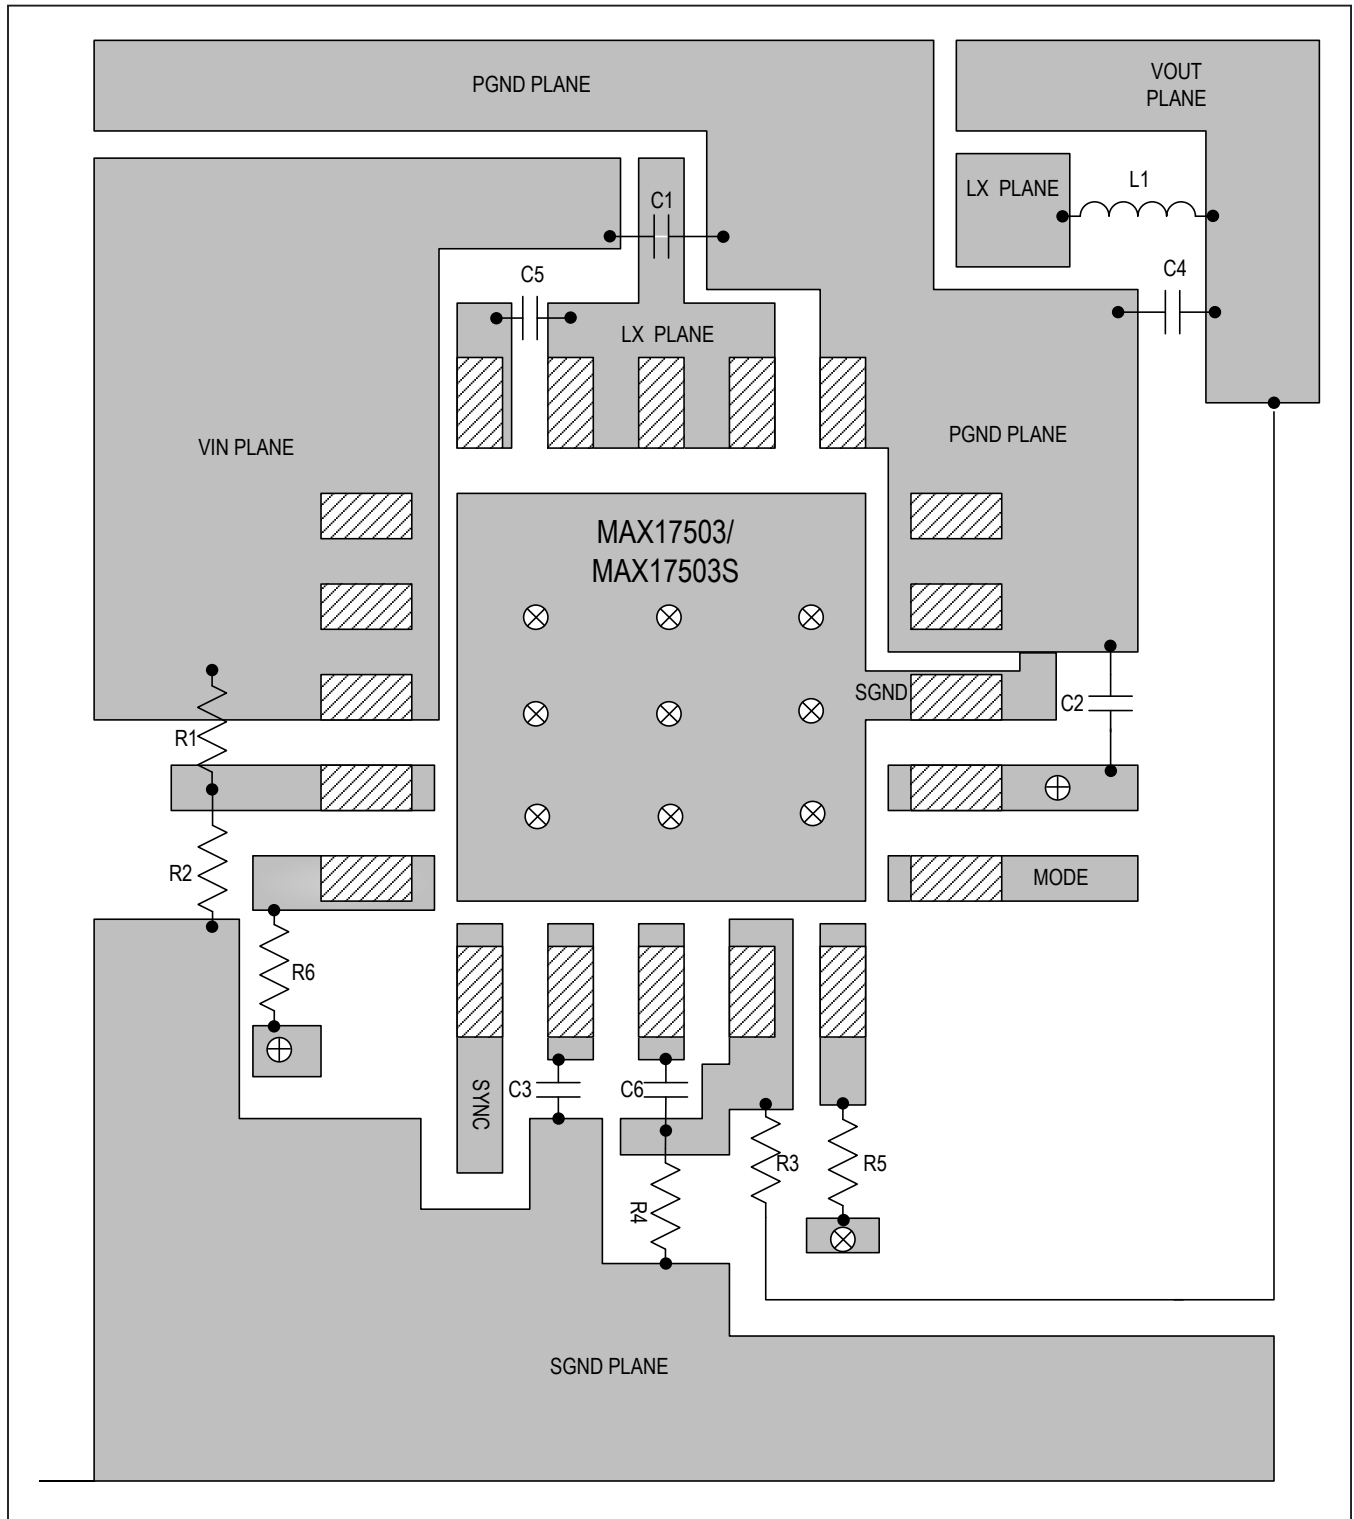 PGND PLANE
VOUT
PLANE
LX PLANE
L1
C1
C5
C4
LX PLANE
VIN PLANE
PGND PLANE
MAX17503/
MAX17503S
SGND
C2
R1
R2
MODE
R6
SYNC
C3
C6
R3
R5
R4
SGND PLANE